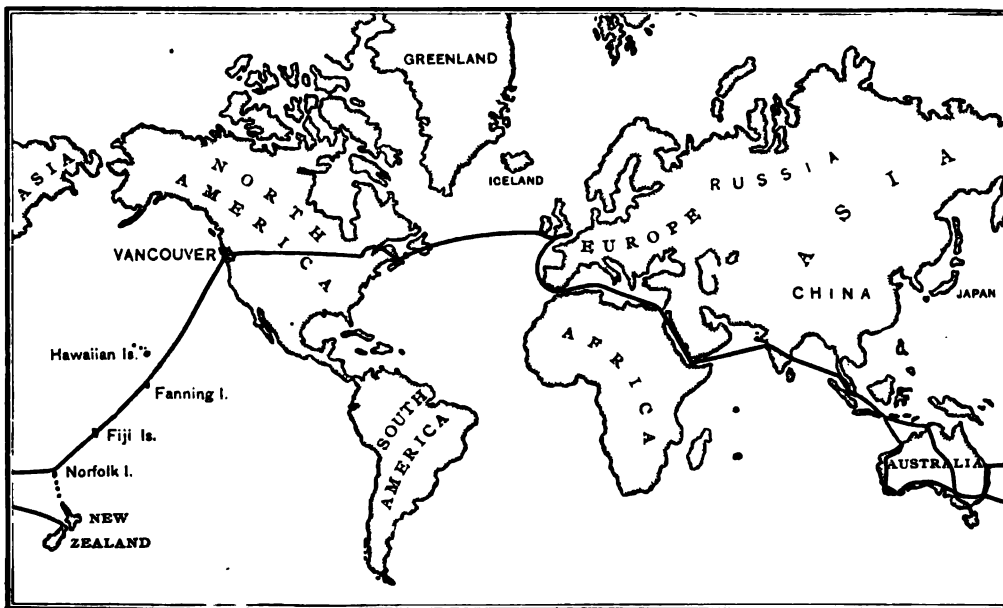 GREENLAND
ASIA
NORTH
AMERICA
ICELAND
RUSSIA
ASIA
EUROPE
VANCOUVER
CHINA
JAPAN
Hawaiian Is.
AFRICA
Fanning I.
SOUTH
AMERICA
Fiji Is.
Norfolk I.
AUSTRALIA
NEW
ZEALAND